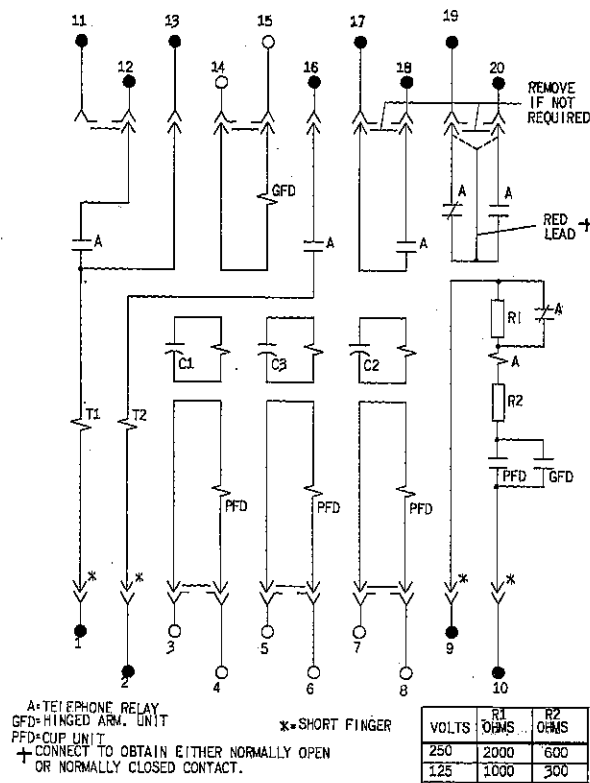 11
13
15
17
19
12
14
16
18
20
REMOVE
IF NOT
REQUIRED
GFD
A
A
A
A
A
RED +
LEAD
R1
A
C1
C3
C2
A
R2
T1
T2
PFD
PFD
PFD
PFD
GFD
*
*
*
*
1
3
5
7
9
2
4
6
8
10
A=TELEPHONE RELAY
GFD=HINGED ARM. UNIT
PFD=CUP UNIT
*=SHORT FINGER
+ CONNECT TO OBTAIN EITHER NORMALLY OPEN
OR NORMALLY CLOSED CONTACT.
VOLTS R1 OHMS R2 OHMS
250 2000 600
125 1000 300